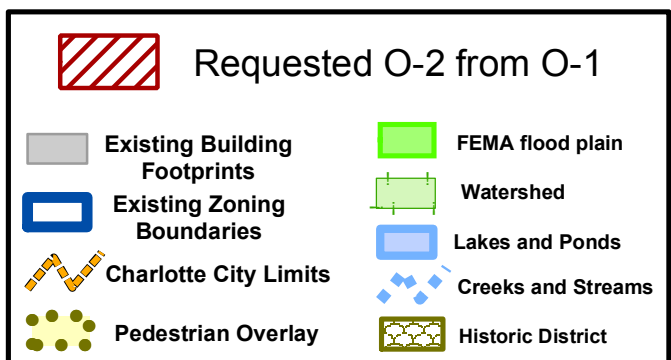 Requested O-2 from O-1
Existing Building
Footprints
Existing Zoning
Boundaries
Charlotte City Limits
Pedestrian Overlay
FEMA flood plain
Watershed
Lakes and Ponds
Creeks and Streams
Historic District